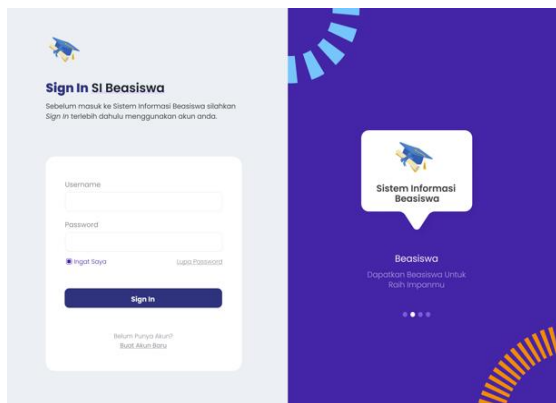 Sign In SI Beasiswa
Sebelum masuk ke Sistem Informasi Beasiswa silahkan
Sign In terlebih dahulu menggunakan akun anda.
Username
Password
Ingat Saya
Lupa Password
Sign In
Belum Punya Akun?
Buat Akun Baru
Sistem Informasi
Beasiswa
Beasiswa
Dapatkan Beasiswa Untuk
Raih Impanmu